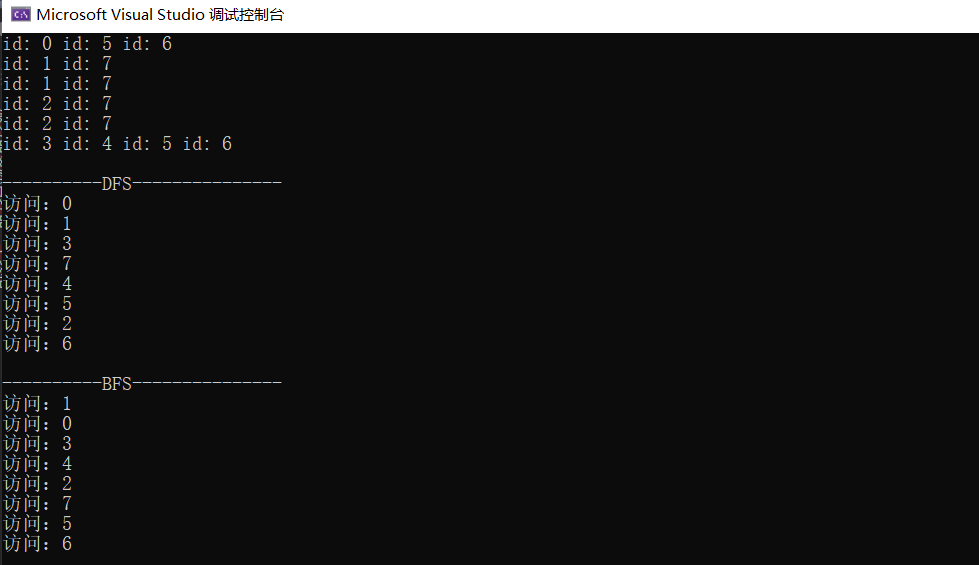 Microsoft Visual Studio 调试控制台
id: 0 id: 5 id: 6
id: 1 id: 7
id: 1 id: 7
id: 2 id: 7
id: 2 id: 7
id: 3 id: 4 id: 5 id: 6
----------DFS---------------
访问：0
访问：1
访问：3
访问：7
访问：4
访问：5
访问：2
访问：6
----------BFS---------------
访问：1
访问：0
访问：3
访问：4
访问：2
访问：7
访问：5
访问：6